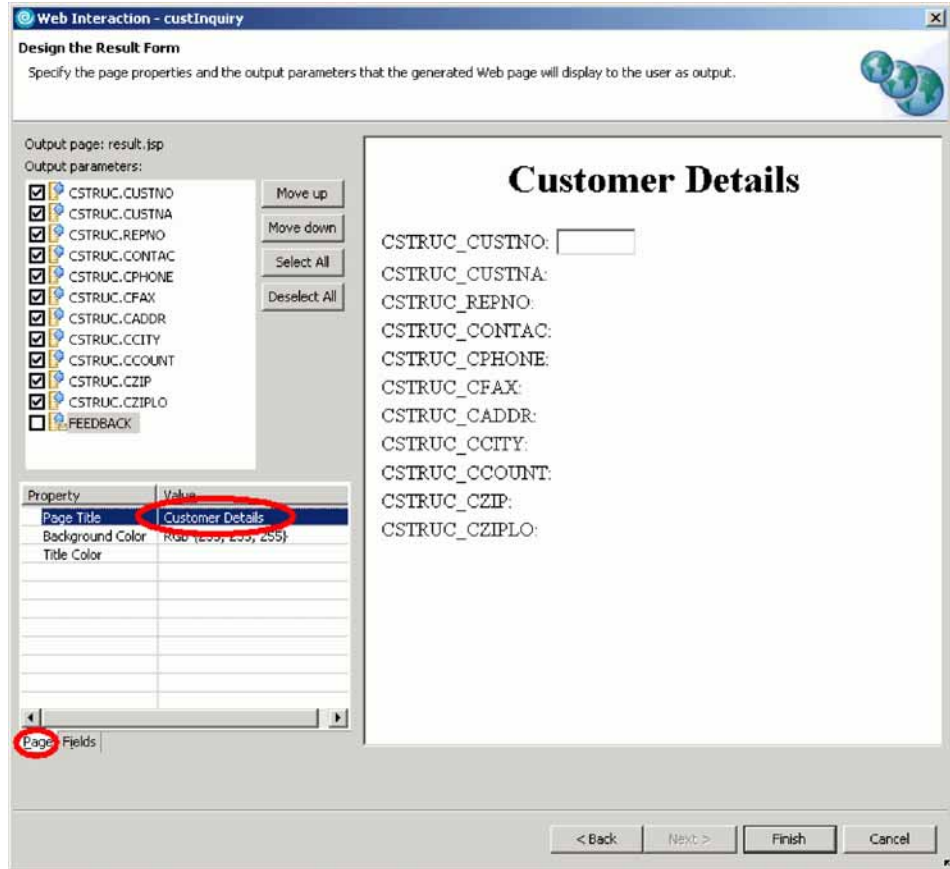 Web Interaction - custInquiry
Design the Result Form
Specify the page properties and the output parameters that the generated Web page will display to the user as output.
Output page: result.jsp
Output parameters:
CSTRUC.CUSTNO
CSTRUC.CUSTNA
CSTRUC.REPNO
CSTRUC.CONTAC
CSTRUC.CPHONE
CSTRUC.CFAX
CSTRUC.CADDR
CSTRUC.CCITY
CSTRUC.CCOUNT
CSTRUC.CZIP
CSTRUC.CZIPLO
FEEDBACK
Move up
Move down
Select All
Deselect All
Property Value
Page Title Customer Details
Background Color RGB {255, 255, 255}
Title Color
Page Fields
Customer Details
CSTRUC_CUSTNO:
CSTRUC_CUSTNA:
CSTRUC_REPNO:
CSTRUC_CONTAC:
CSTRUC_CPHONE:
CSTRUC_CFAX:
CSTRUC_CADDR:
CSTRUC_CCITY:
CSTRUC_CCOUNT:
CSTRUC_CZIP:
CSTRUC_CZIPLO:
< Back Next > Finish Cancel